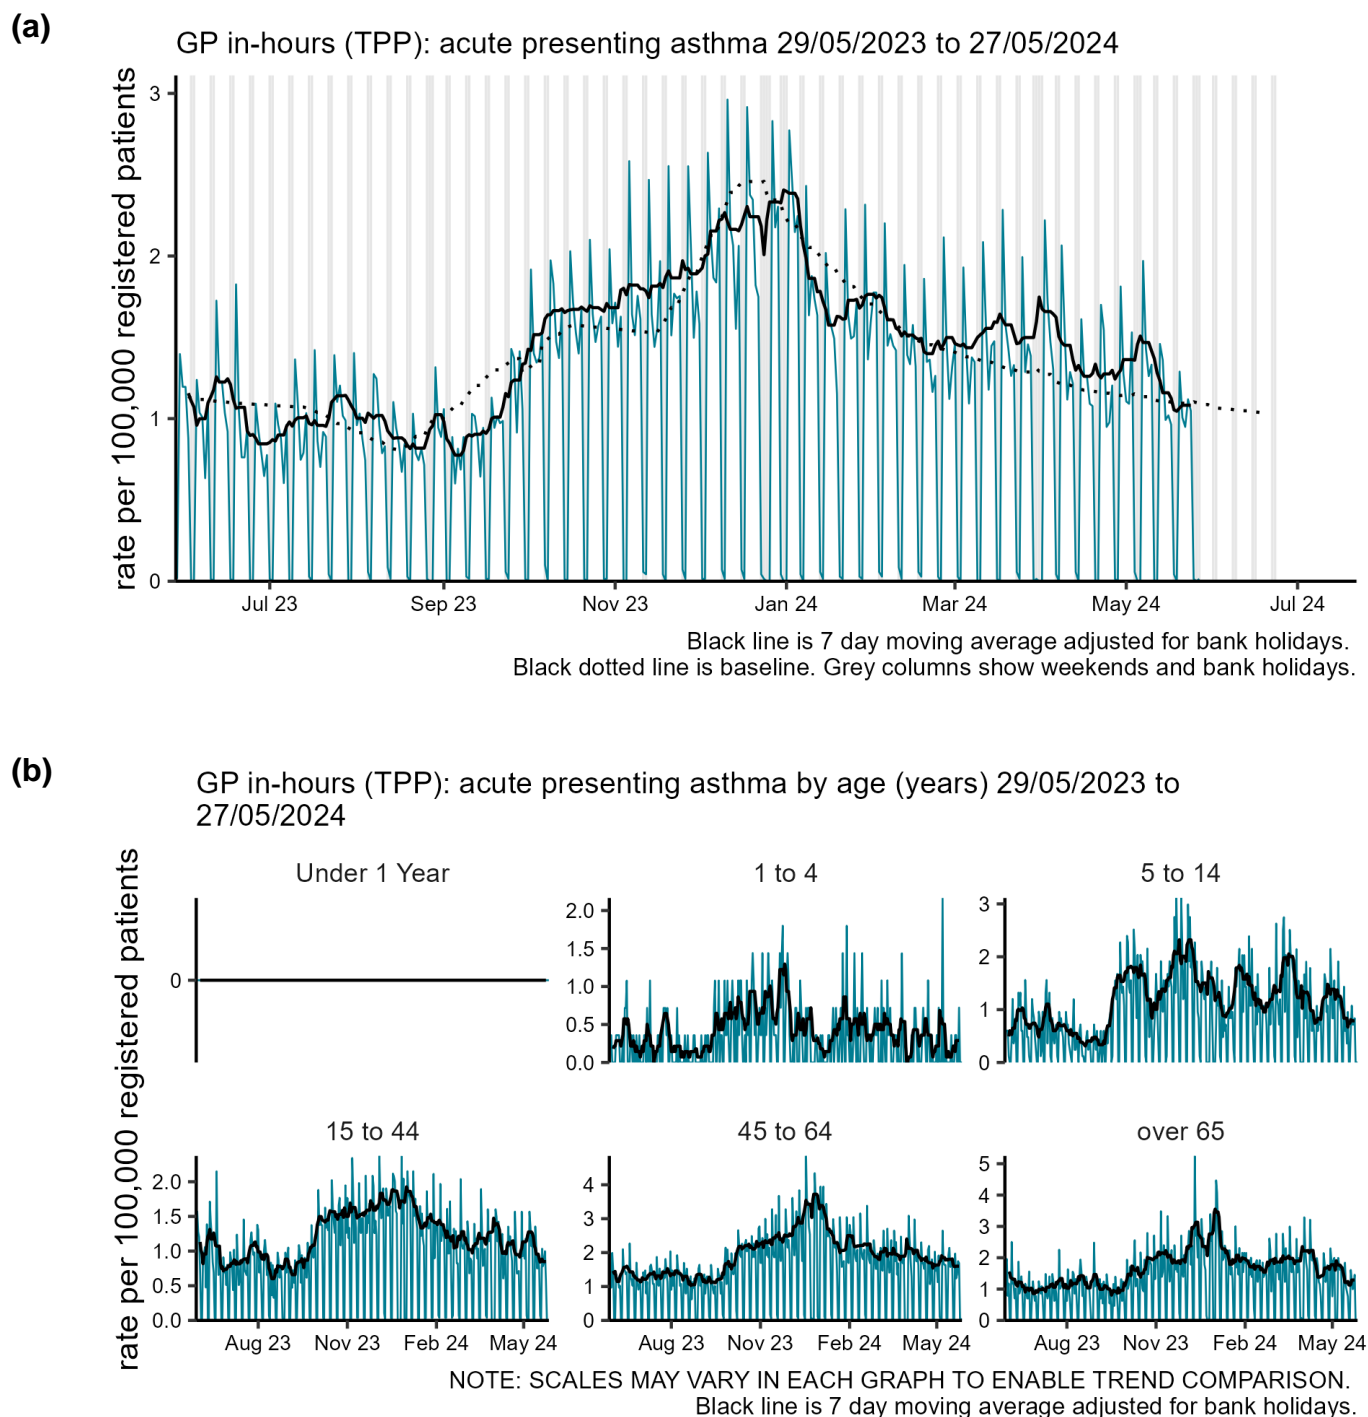 (a)
GP in-hours (TPP): acute presenting asthma 29/05/2023 to 27/05/2024
rate per 100,000 registered patients
3
2
1
0
Jul 23 Sep 23 Nov 23 Jan 24 Mar 24 May 24 Jul 24
Black line is 7 day moving average adjusted for bank holidays.
Black dotted line is baseline. Grey columns show weekends and bank holidays.
(b)
GP in-hours (TPP): acute presenting asthma by age (years) 29/05/2023 to
27/05/2024
rate per 100,000 registered patients
Under 1 Year
0
1 to 4
2.0
1.5
1.0
0.5
0.0
5 to 14
3
2
1
0
15 to 44
2.0
1.5
1.0
0.5
0.0
Aug 23 Nov 23 Feb 24 May 24
45 to 64
4
3
2
1
0
Aug 23 Nov 23 Feb 24 May 24
over 65
5
4
3
2
1
0
Aug 23 Nov 23 Feb 24 May 24
NOTE: SCALES MAY VARY IN EACH GRAPH TO ENABLE TREND COMPARISON.
Black line is 7 day moving average adjusted for bank holidays.